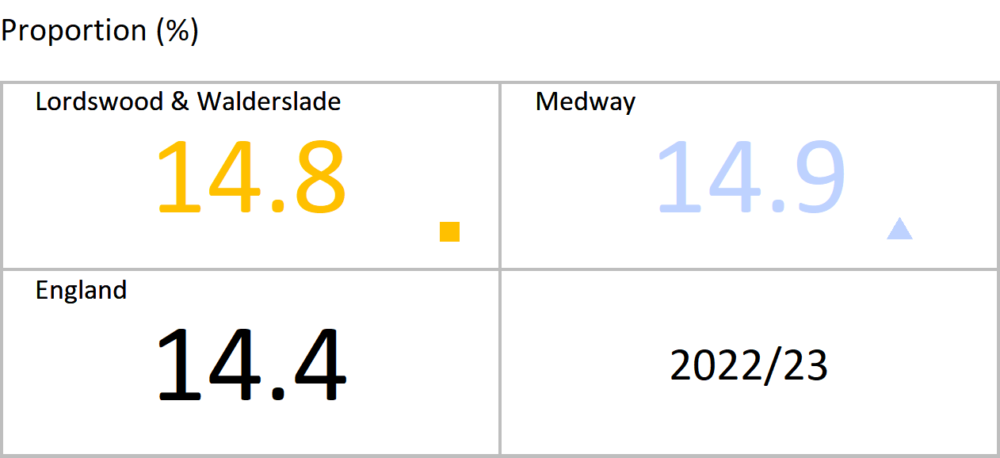 Proportion (%)
Lordswood & Walderslade
14.8
Medway
14.9
England
14.4
2022/23